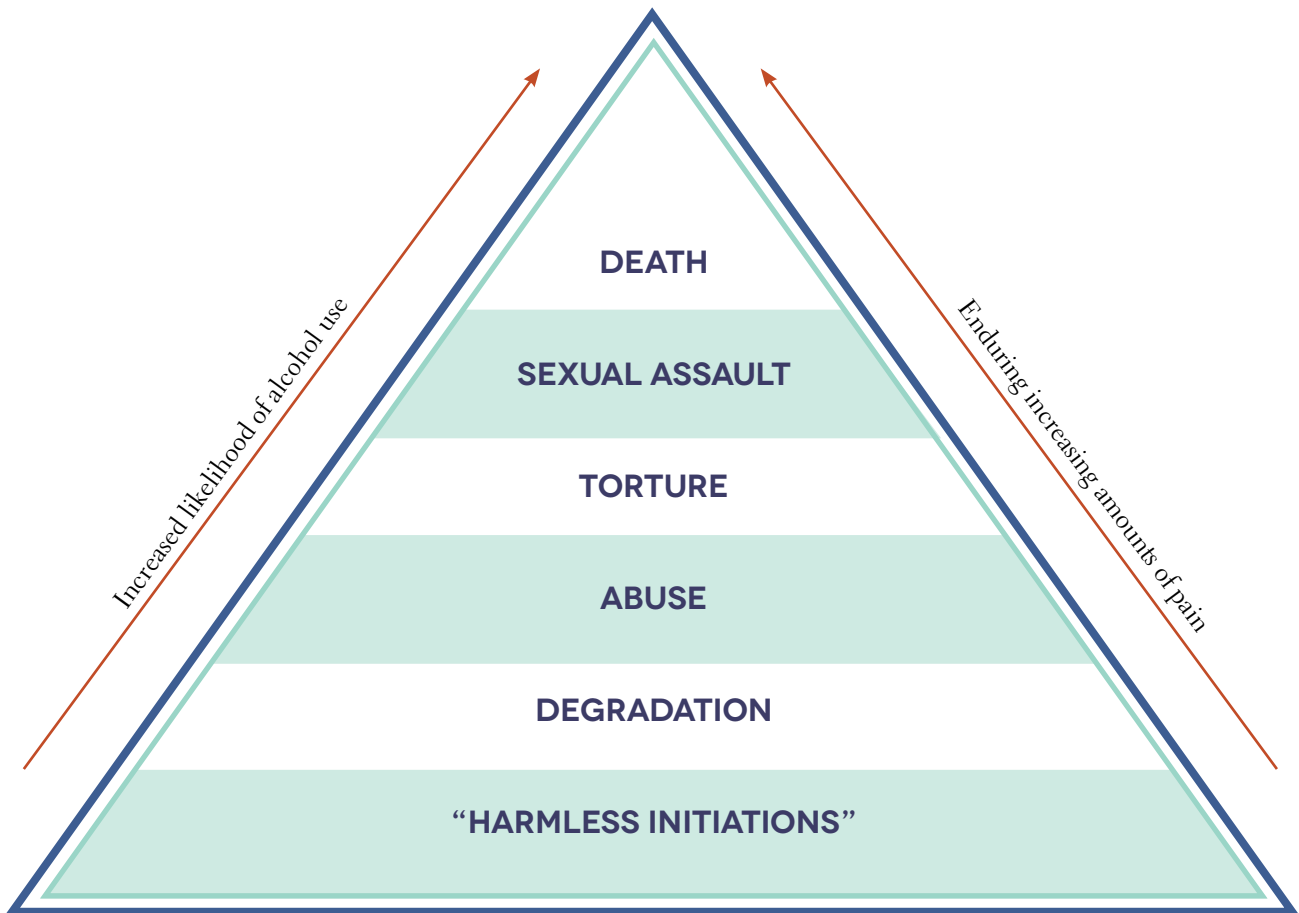 DEATH
SEXUAL ASSAULT
TORTURE
ABUSE
DEGRADATION
“HARMLESS INITIATIONS”
Increased likelihood of alcohol use
Enduring increasing amounts of pain